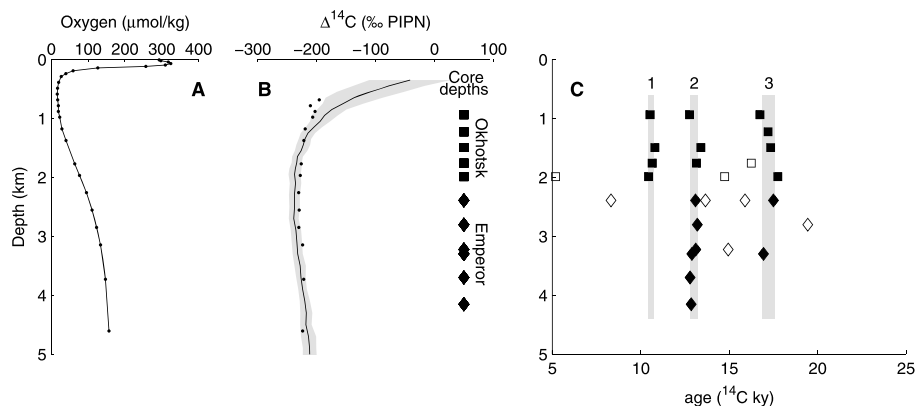 Oxygen (μmol/kg)
0 100 200 300 400
Δ¹⁴C (‰ PIPN)
−300 −200 −100 0 100
0
1
2
3
4
5
Depth (km)
A
B
Core
depths
Okhotsk
Emperor
C
1 2 3
0
1
2
3
4
5
5 10 15 20 25
age (¹⁴C ky)